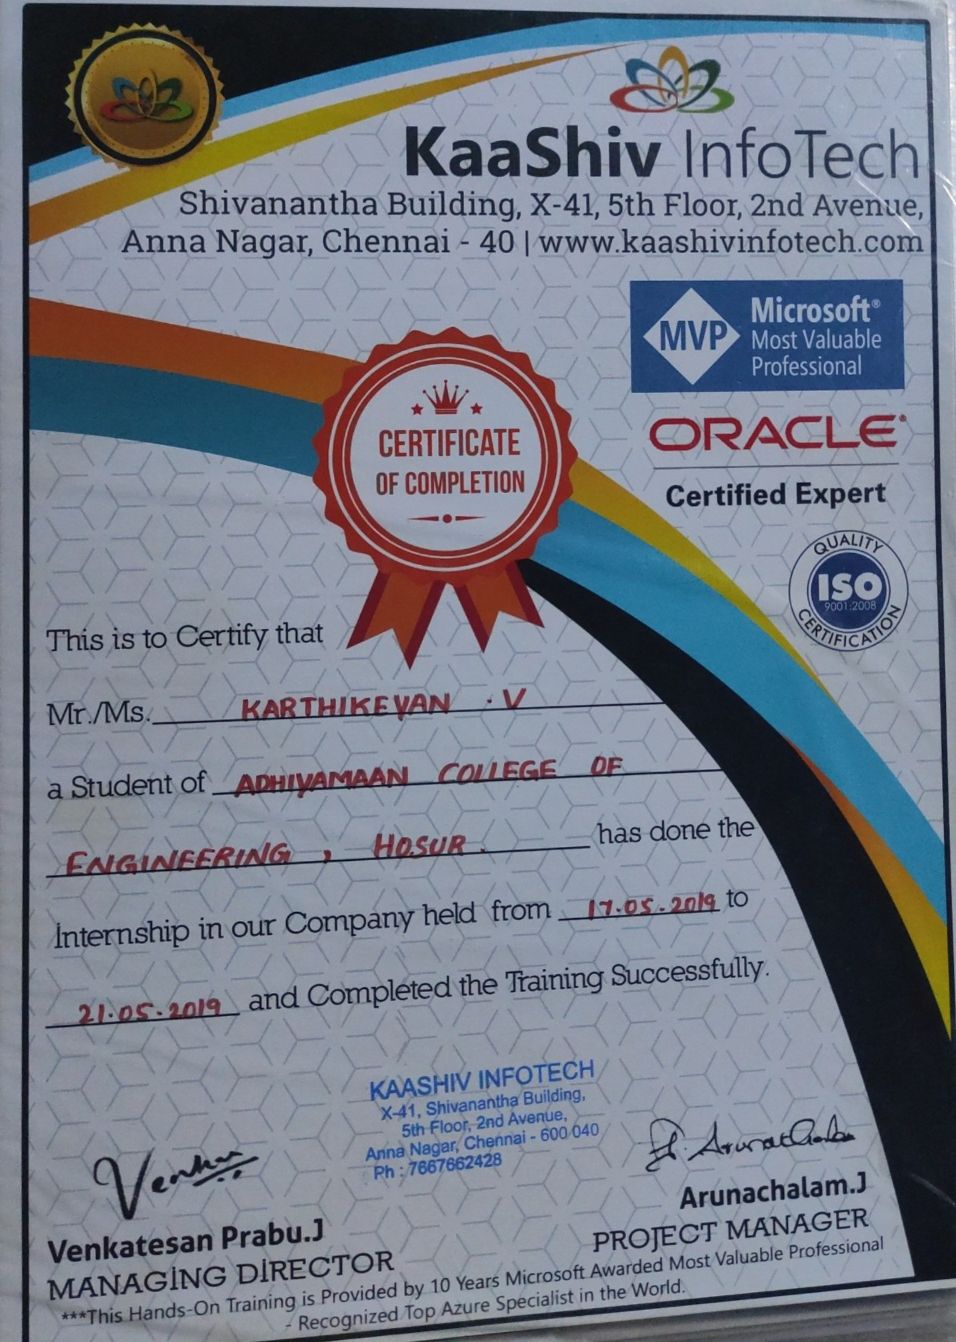 KaaShiv InfoTech
Shivanantha Building, X-41, 5th Floor, 2nd Avenue,
Anna Nagar, Chennai - 40 | www.kaashivinfotech.com
MVP
Microsoft®
Most Valuable
Professional
ORACLE®
Certified Expert
QUALITY
ISO
9001:2008
CERTIFICATION
CERTIFICATE
OF COMPLETION
This is to Certify that
Mr./Ms. KARTHIKEYAN . V
a Student of ADHIYAMAAN COLLEGE OF
ENGINEERING , HOSUR . has done the
Internship in our Company held from 17.05.2019 to
21.05.2019 and Completed the Training Successfully.
KAASHIV INFOTECH
X-41, Shivanantha Building,
5th Floor, 2nd Avenue,
Anna Nagar, Chennai - 600 040
Ph : 7667662428
Venkatesan Prabu.J
MANAGING DIRECTOR
Arunachalam.J
PROJECT MANAGER
***This Hands-On Training is Provided by 10 Years Microsoft Awarded Most Valuable Professional
- Recognized Top Azure Specialist in the World.